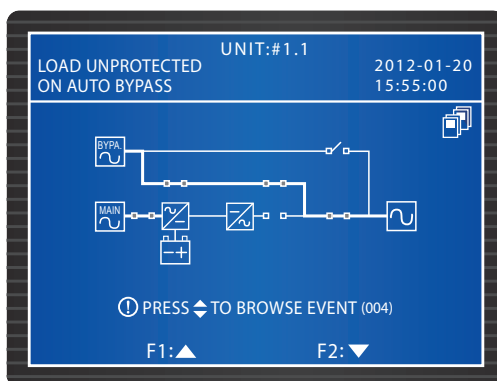 UNIT:#1.1
LOAD UNPROTECTED
ON AUTO BYPASS
2012-01-20
15:55:00
BYPA.
MAIN
PRESS TO BROWSE EVENT (004)
F1:
F2: